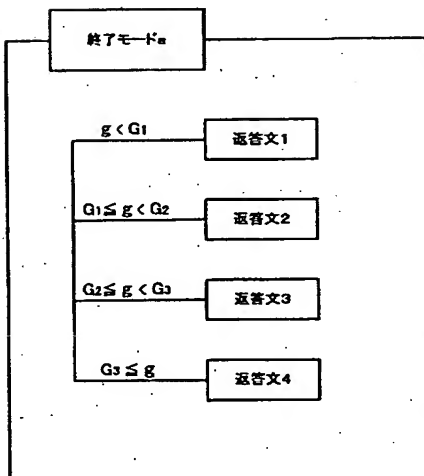 終了モードa
g < G1
返答文1
G1 ≦ g < G2
返答文2
G2 ≦ g < G3
返答文3
G3 ≦ g
返答文4